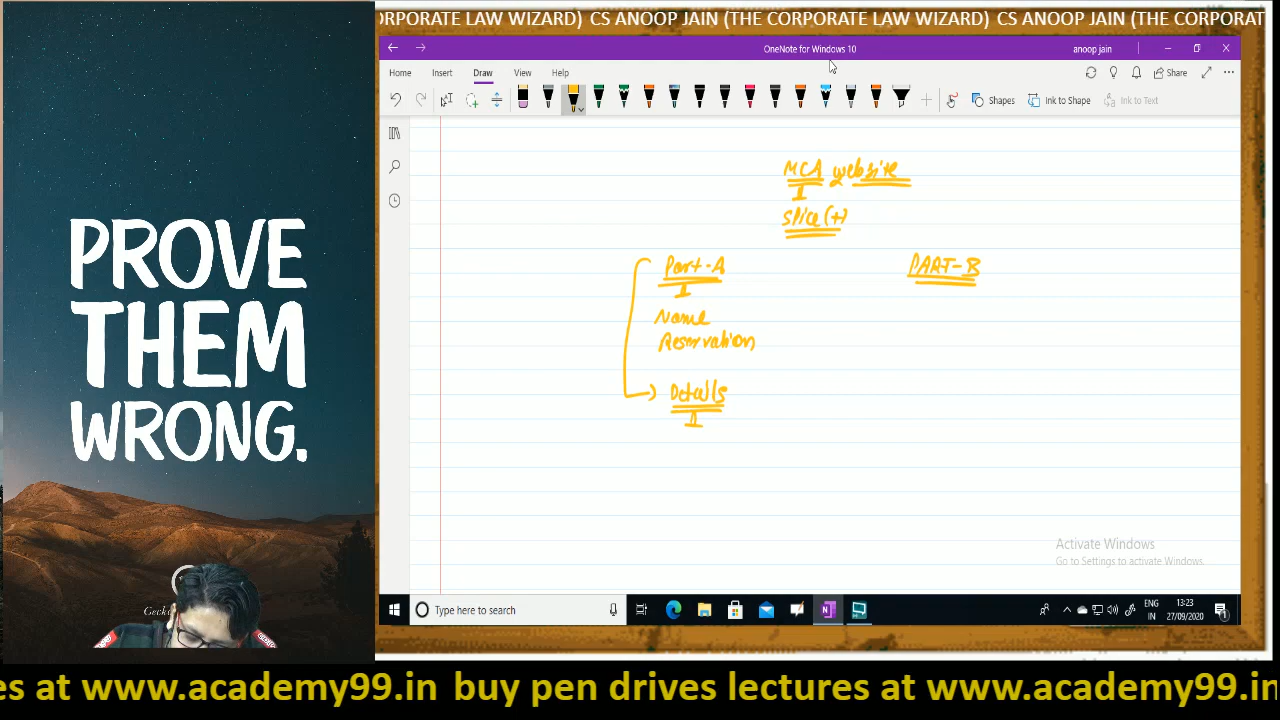 ORPORATE LAW WIZARD) CS ANOOP JAIN (THE CORPORATE LAW WIZARD) CS ANOOP JAIN (THE CORPORAT
OneNote for Windows 10
anoop jain
Home Insert Draw View Help
Share
Shapes
Ink to Shape
Ink to Text
MCA website
Spice(+)
Part-A
PART-B
Name
Reservation
Details
PROVE
THEM
WRONG.
Activate Windows
Go to Settings to activate Windows.
Type here to search
ENG
IN
13:23
27/09/2020
1
es at www.academy99.in buy pen drives lectures at www.academy99.in